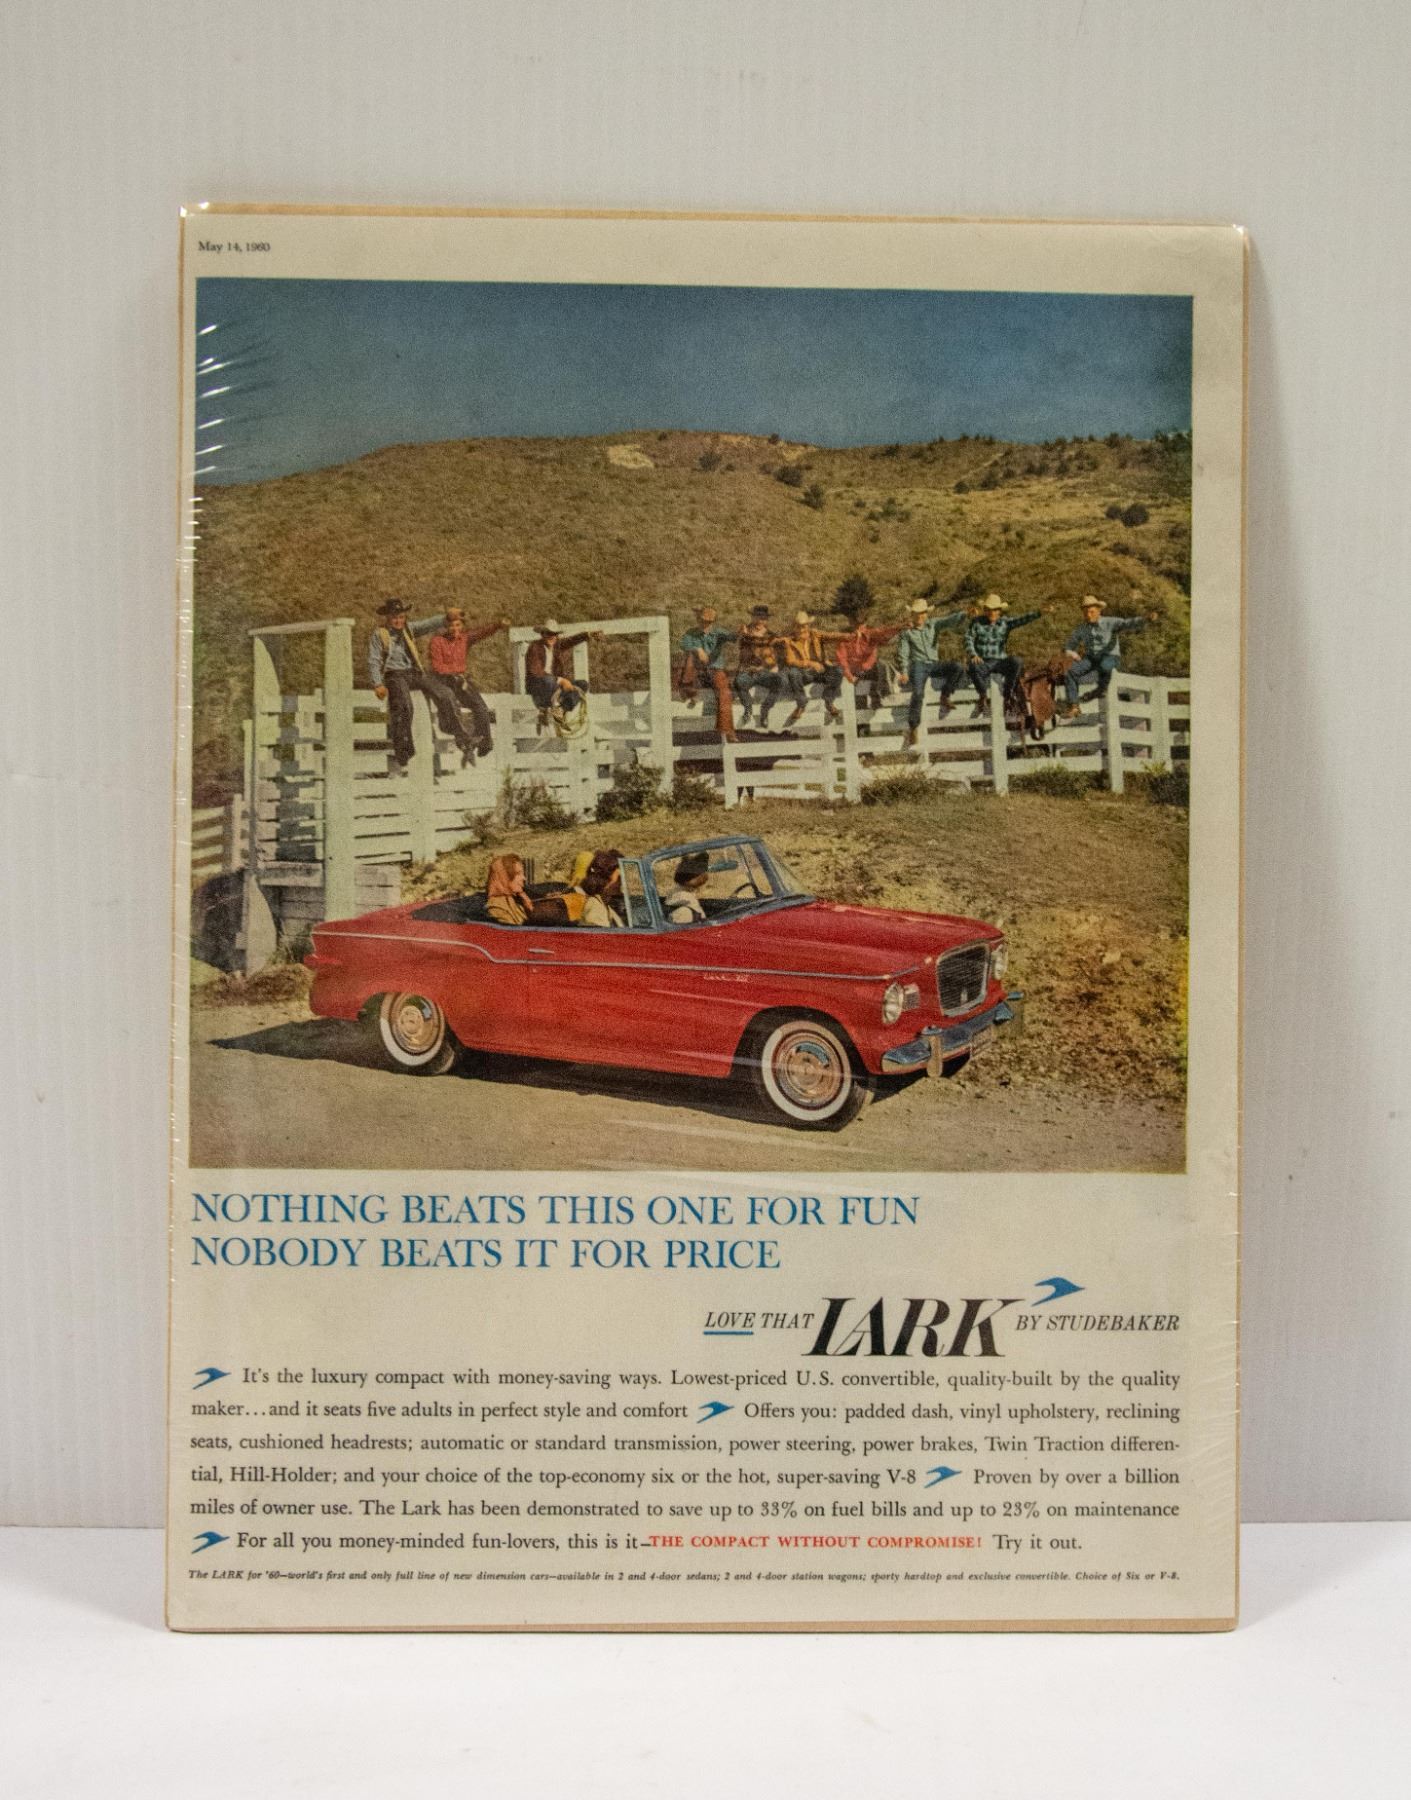 May 14, 1960
NOTHING BEATS THIS ONE FOR FUN
NOBODY BEATS IT FOR PRICE
LOVE THAT LARK BY STUDEBAKER
It's the luxury compact with money-saving ways. Lowest-priced U.S. convertible, quality-built by the quality
maker...and it seats five adults in perfect style and comfort Offers you: padded dash, vinyl upholstery, reclining
seats, cushioned headrests; automatic or standard transmission, power steering, power brakes, Twin Traction differen-
tial, Hill-Holder; and your choice of the top-economy six or the hot, super-saving V-8 Proven by over a billion
miles of owner use. The Lark has been demonstrated to save up to 33% on fuel bills and up to 23% on maintenance
For all you money-minded fun-lovers, this is it—THE COMPACT WITHOUT COMPROMISE! Try it out.
The LARK for '60—world's first and only full line of new dimension cars—available in 2 and 4-door sedans; 2 and 4-door station wagons; sporty hardtop and exclusive convertible. Choice of Six or V-8.